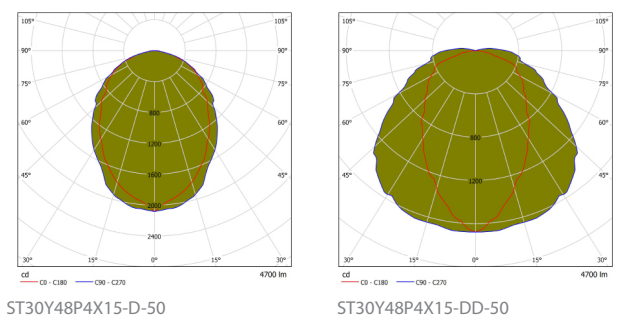 105° 105° 105° 105°
90° 90° 90° 90°
75° 75° 75° 75°
60° 60° 60° 60°
45° 45° 45° 45°
800
1200
1600
2000
2400
800
1200
30° 15° 0° 15° 30° 30° 15° 0° 15° 30°
cd 4700 lm cd 4700 lm
C0 - C180 C90 - C270 C0 - C180 C90 - C270
ST30Y48P4X15-D-50 ST30Y48P4X15-DD-50